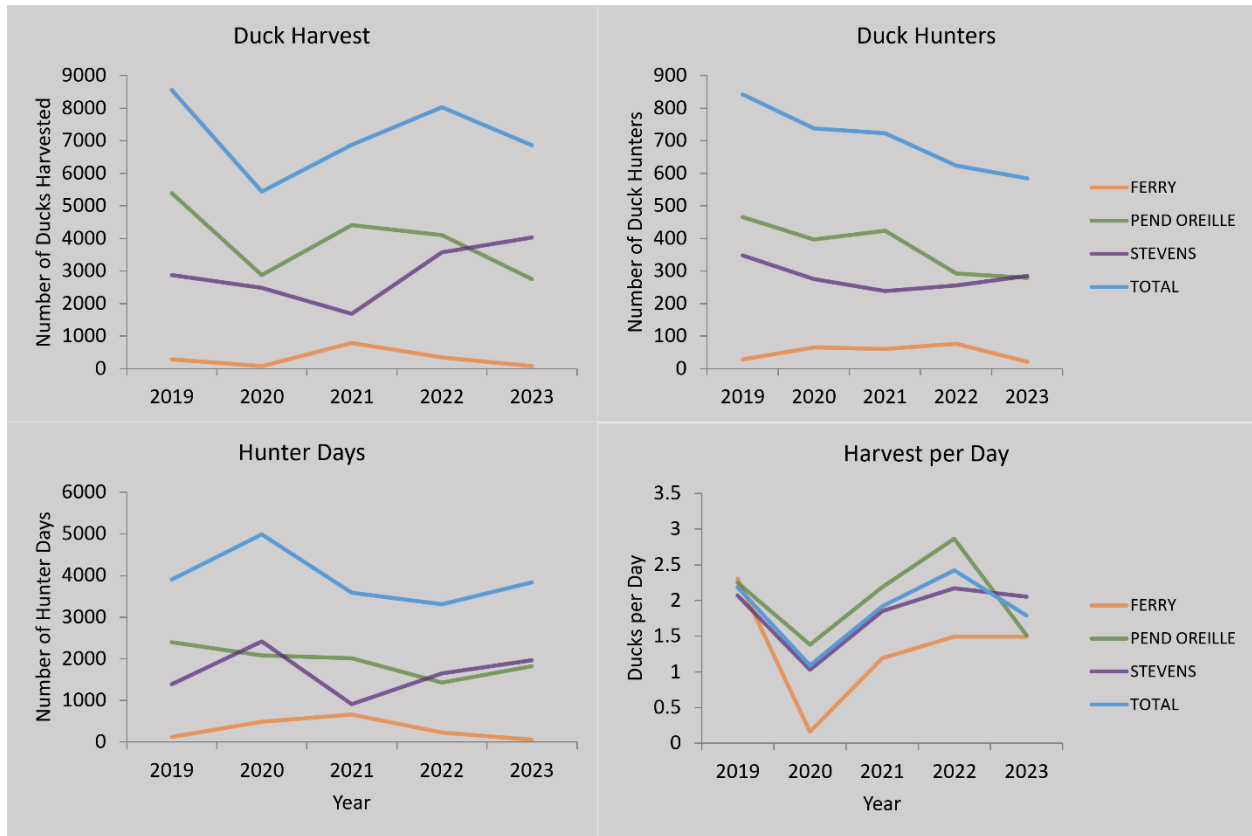 Duck Harvest
Number of Ducks Harvested
9000
8000
7000
6000
5000
4000
3000
2000
1000
0
2019 2020 2021 2022 2023
Duck Hunters
Number of Duck Hunters
900
800
700
600
500
400
300
200
100
0
2019 2020 2021 2022 2023
FERRY
PEND OREILLE
STEVENS
TOTAL
Hunter Days
Number of Hunter Days
6000
5000
4000
3000
2000
1000
0
2019 2020 2021 2022 2023
Year
Harvest per Day
Ducks per Day
3.5
3
2.5
2
1.5
1
0.5
0
2019 2020 2021 2022 2023
Year
FERRY
PEND OREILLE
STEVENS
TOTAL